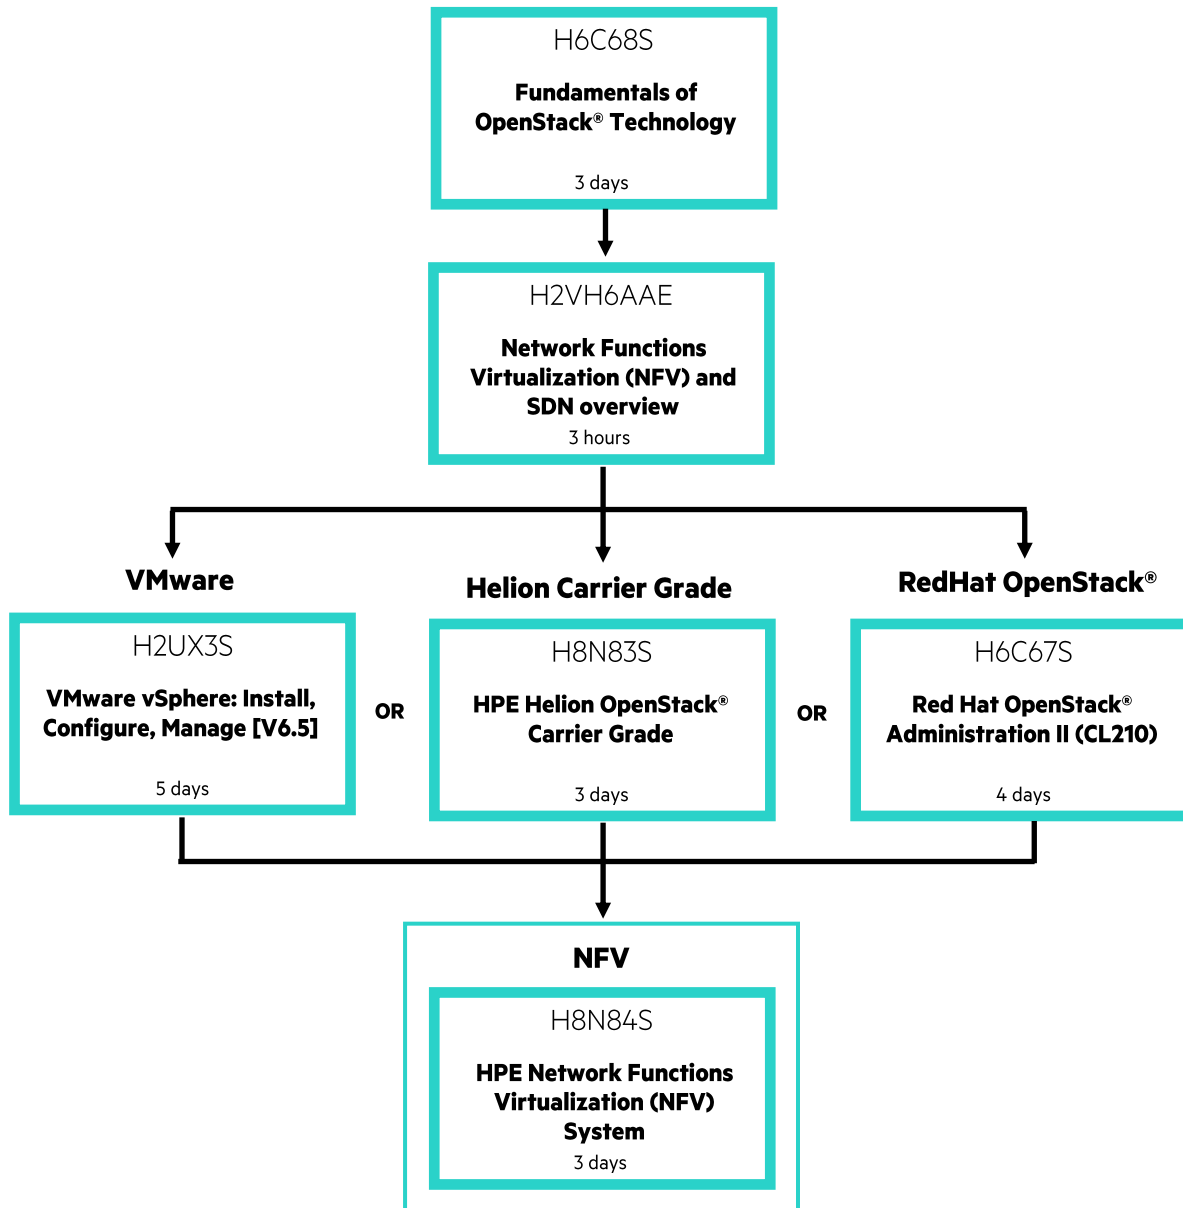 H6C68S
Fundamentals of
OpenStack® Technology
3 days
H2VH6AAE
Network Functions
Virtualization (NFV) and
SDN overview
3 hours
VMware
H2UX3S
VMware vSphere: Install,
Configure, Manage [V6.5]
5 days
OR
Helion Carrier Grade
H8N83S
HPE Helion OpenStack®
Carrier Grade
3 days
OR
RedHat OpenStack®
H6C67S
Red Hat OpenStack®
Administration II (CL210)
4 days
NFV
H8N84S
HPE Network Functions
Virtualization (NFV)
System
3 days